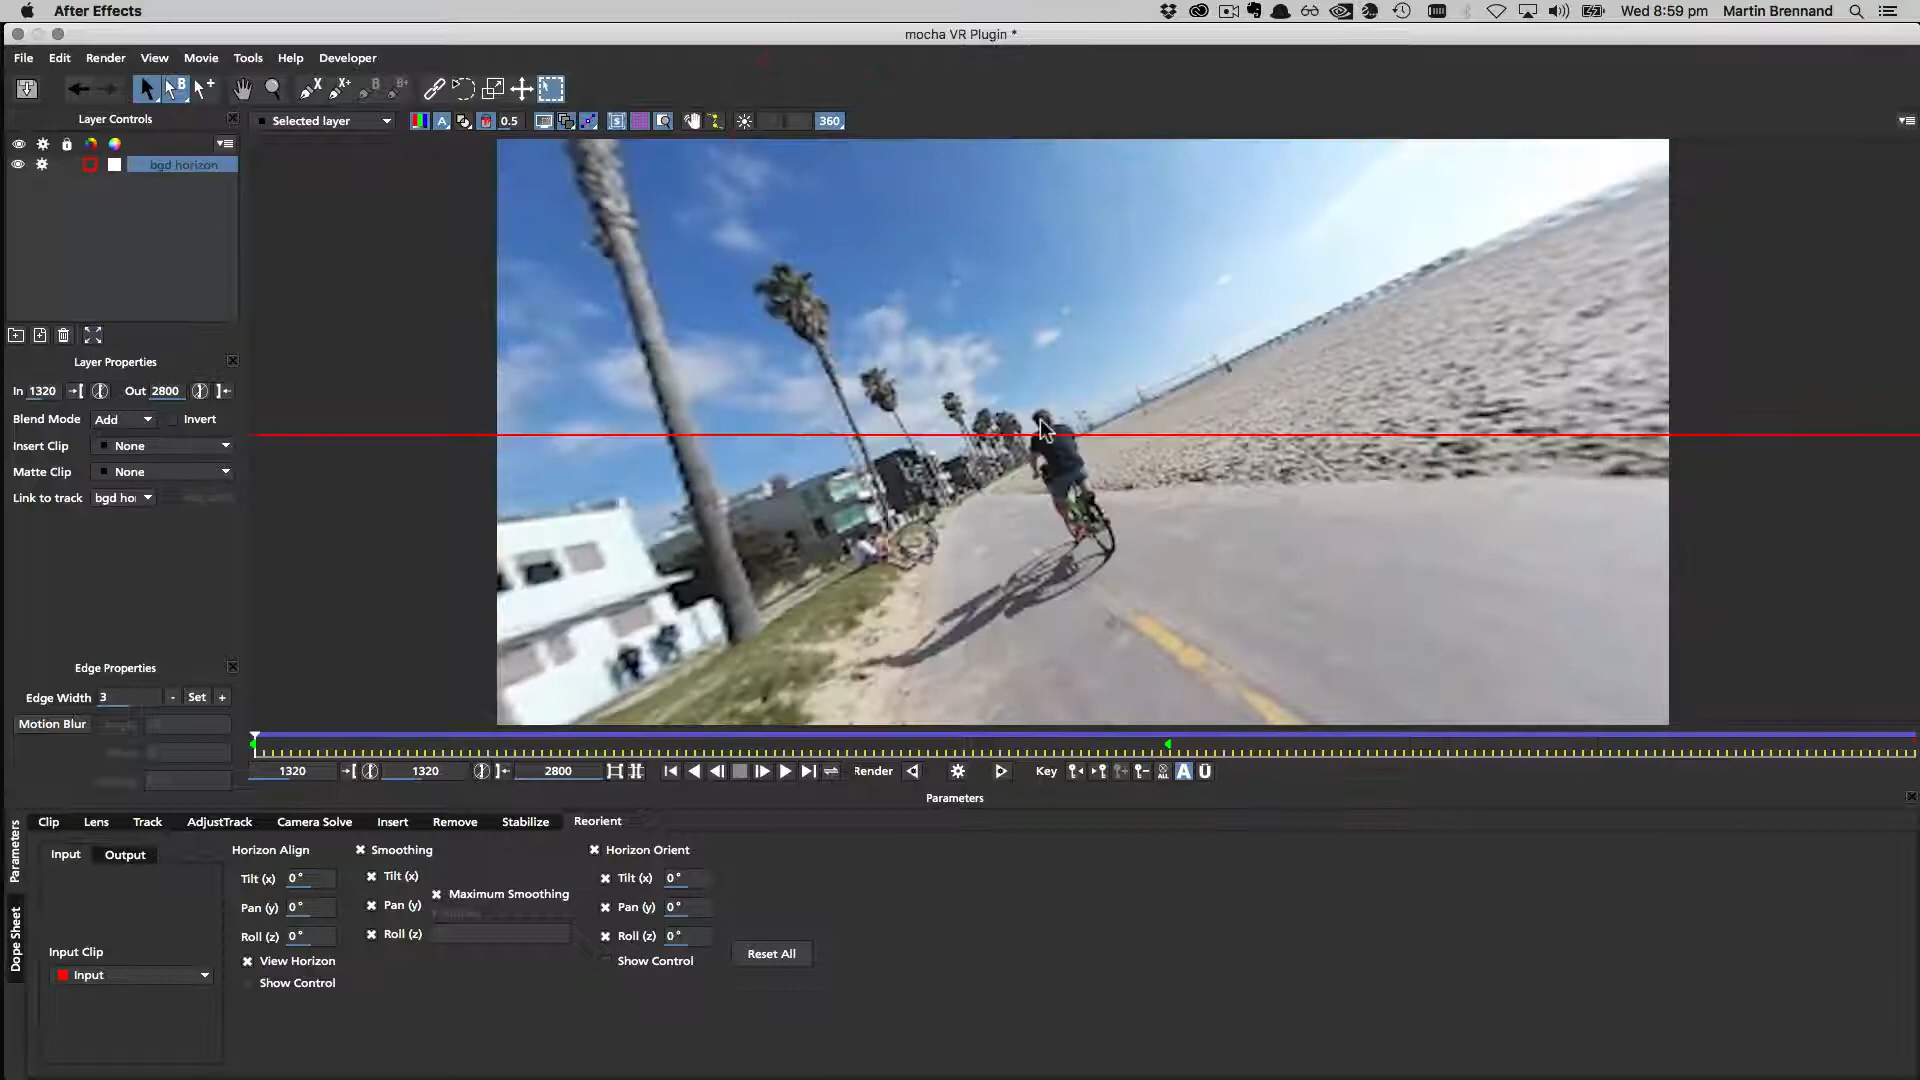 After Effects
Wed 8:59 pm Martin Brennand
mocha VR Plugin *
File Edit Render View Movie Tools Help Developer
Layer Controls
Selected layer 0.5 360
bgd horizon
Layer Properties
In 1320 Out 2800
Blend Mode Add Invert
Insert Clip None
Matte Clip None
Link to track bgd hor
Edge Properties
Edge Width 3 - Set +
Motion Blur
1320 1320 2800 Render Key
Parameters
Clip Lens Track AdjustTrack Camera Solve Insert Remove Stabilize Reorient
Parameters
Dope Sheet
Input Output
Input Clip
Input
Horizon Align
Tilt (x) 0°
Pan (y) 0°
Roll (z) 0°
View Horizon
Show Control
Smoothing
Tilt (x)
Pan (y)
Roll (z)
Maximum Smoothing
Horizon Orient
Tilt (x) 0°
Pan (y) 0°
Roll (z) 0°
Show Control
Reset All